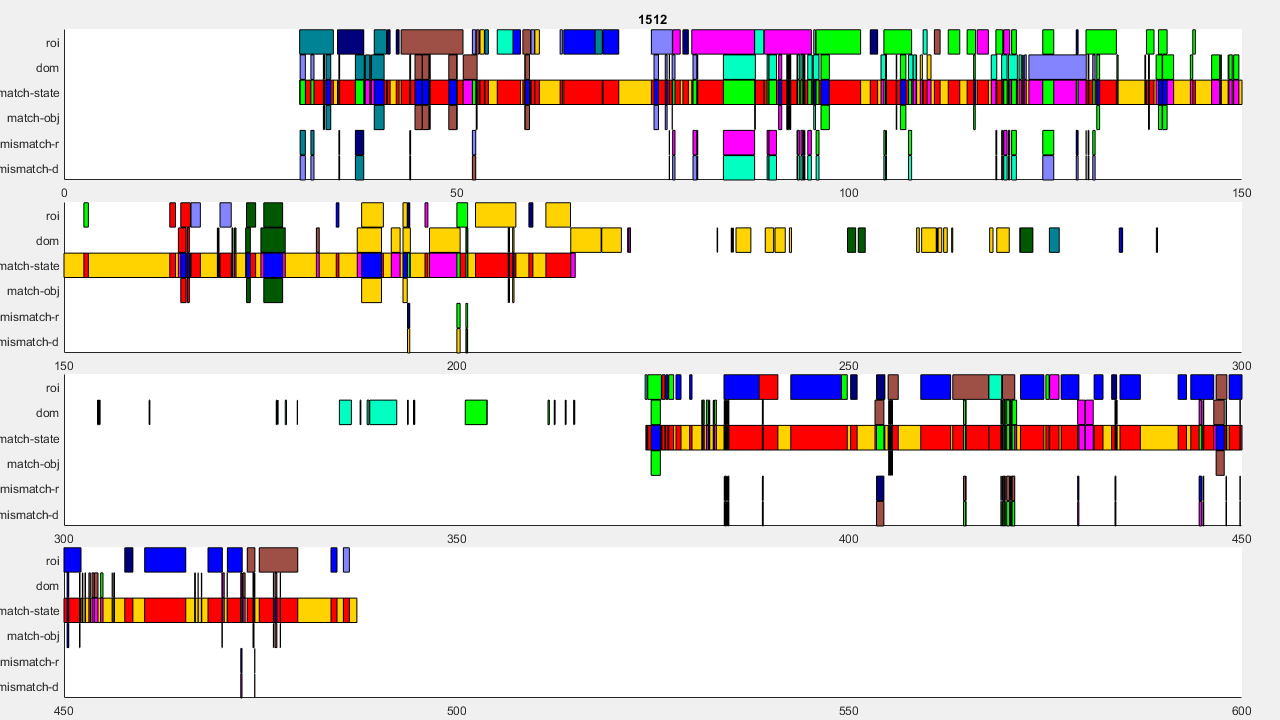 1512
roi
dom
match-state
match-obj
mismatch-r
mismatch-d
0 50 100 150
roi
dom
match-state
match-obj
mismatch-r
mismatch-d
150 200 250 300
roi
dom
match-state
match-obj
mismatch-r
mismatch-d
300 350 400 450
roi
dom
match-state
match-obj
mismatch-r
mismatch-d
450 500 550 600